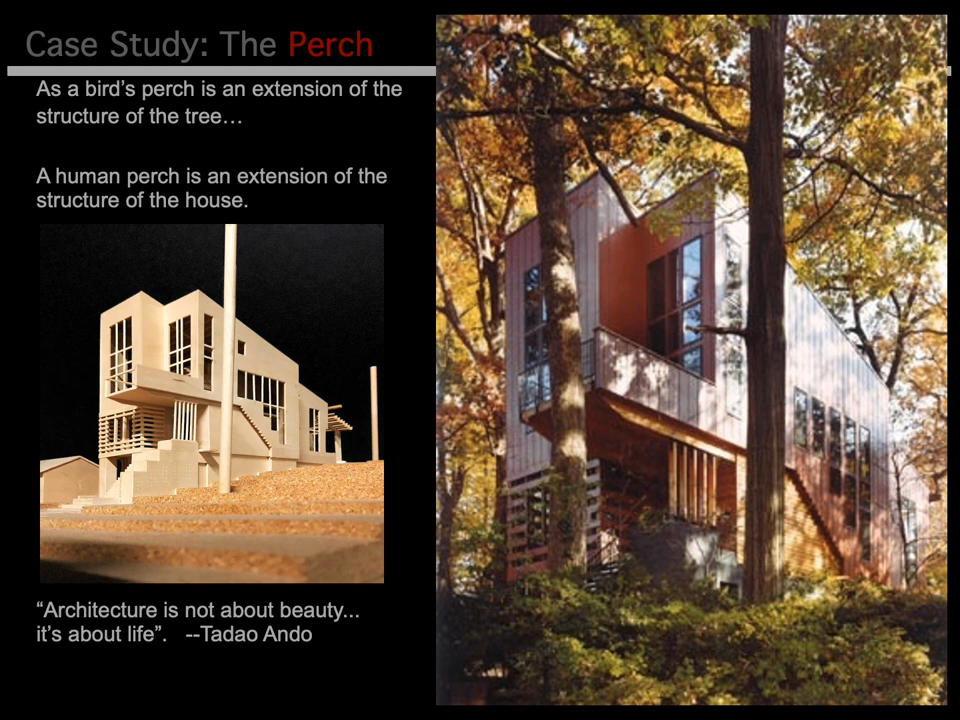 Case Study: The Perch
As a bird’s perch is an extension of the
structure of the tree…
A human perch is an extension of the
structure of the house.
“Architecture is not about beauty...
it’s about life”.   --Tadao Ando